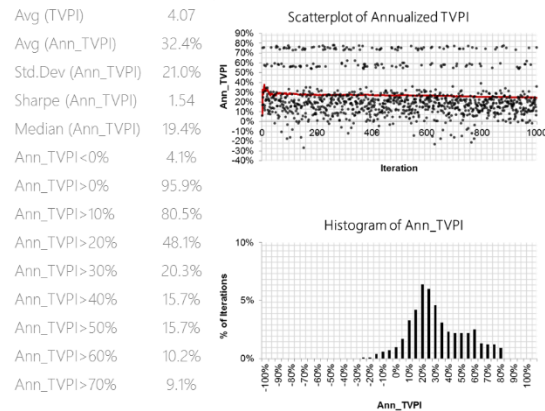 Avg (TVPI) 4.07
Avg (Ann_TVPI) 32.4%
Std.Dev (Ann_TVPI) 21.0%
Sharpe (Ann_TVPI) 1.54
Median (Ann_TVPI) 19.4%
Ann_TVPI<0% 4.1%
Ann_TVPI>0% 95.9%
Ann_TVPI>10% 80.5%
Ann_TVPI>20% 48.1%
Ann_TVPI>30% 20.3%
Ann_TVPI>40% 15.7%
Ann_TVPI>50% 15.7%
Ann_TVPI>60% 10.2%
Ann_TVPI>70% 9.1%
Scatterplot of Annualized TVPI
Ann_TVPI
90%
80%
70%
60%
50%
40%
30%
20%
10%
0%
-10%
-20%
-30%
-40%
0 200 400 600 800 1000
Iteration
Histogram of Ann_TVPI
% of Iterations
10%
5%
0%
-100% -90% -80% -70% -60% -50% -40% -30% -20% -10% 0% 10% 20% 30% 40% 50% 60% 70% 80% 90% 100%
Ann_TVPI